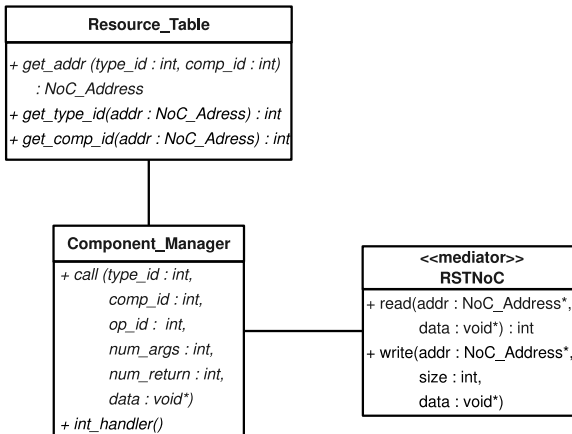 Resource_Table
+ get_addr (type_id : int, comp_id : int)
: NoC_Address
+ get_type_id(addr : NoC_Adress) : int
+ get_comp_id(addr : NoC_Adress) : int
Component_Manager
+ call (type_id : int,
comp_id : int,
op_id : int,
num_args : int,
num_return : int,
data : void*)
+ int_handler()
<<mediator>>
RSTNoC
+ read(addr : NoC_Address*,
data : void*) : int
+ write(addr : NoC_Address*,
size : int,
data : void*)